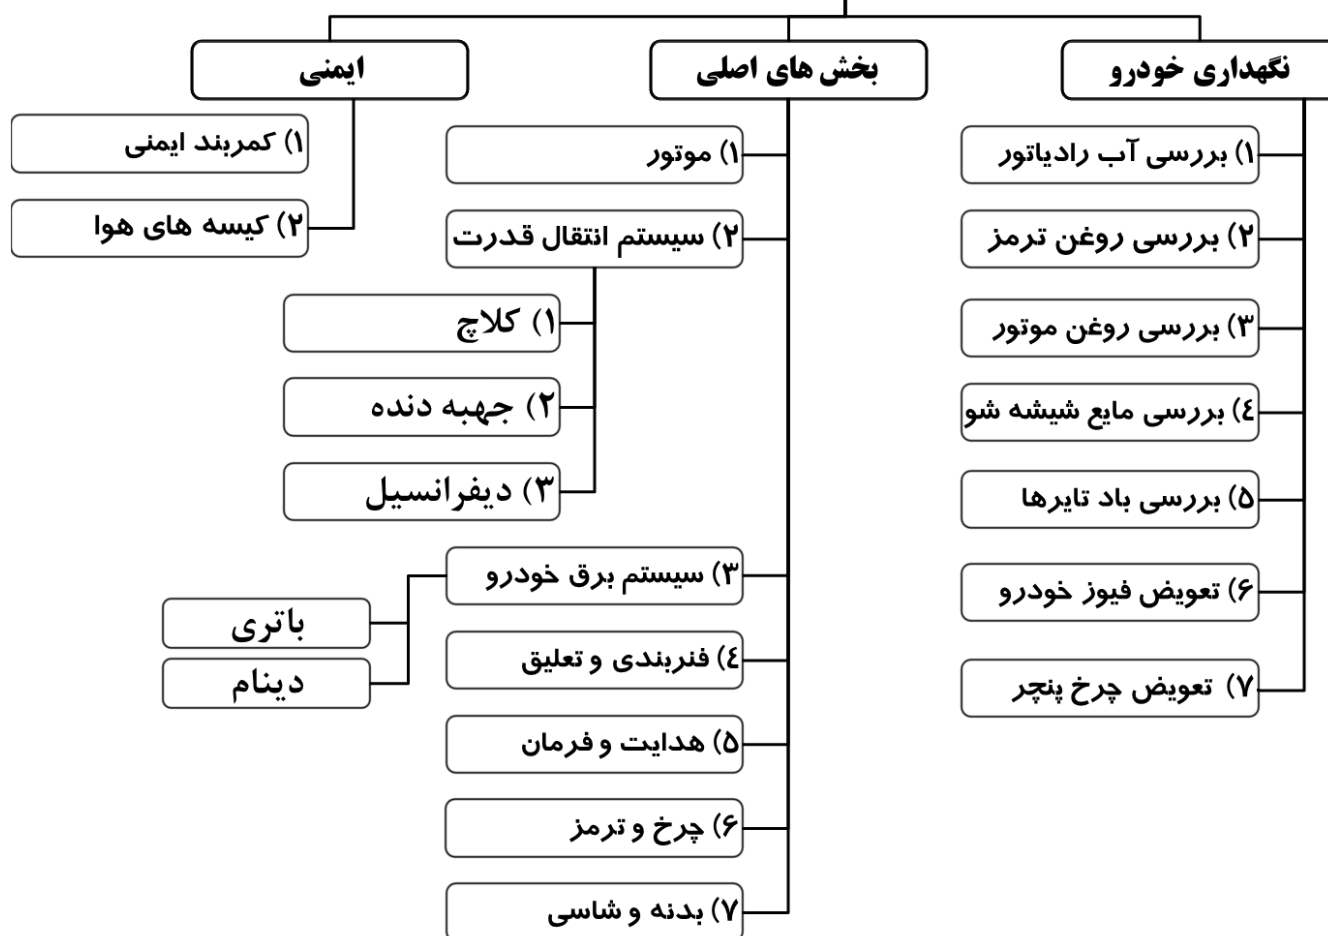 نگهداری خودرو
۱) بررسی آب رادیاتور
۲) بررسی روغن ترمز
۳) بررسی روغن موتور
٤) بررسی مایع شیشه شو
۵) بررسی باد تایرها
۶) تعویض فیوز خودرو
۷) تعویض چرخ پنچر
بخش های اصلی
۱) موتور
۲) سیستم انتقال قدرت
۱) کلاچ
۲) جهبه دنده
۳) دیفرانسیل
۳) سیستم برق خودرو
باتری
دینام
٤) فنربندی و تعلیق
۵) هدایت و فرمان
۶) چرخ و ترمز
۷) بدنه و شاسی
ایمنی
۱) کمربند ایمنی
۲) کیسه های هوا